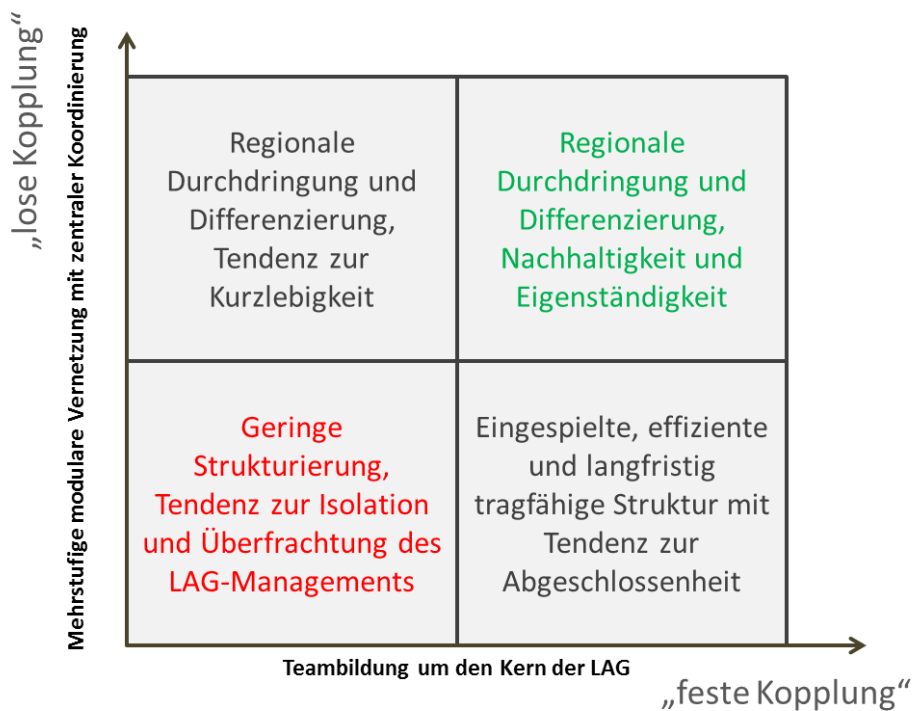 „lose Kopplung“
Mehrstufige modulare Vernetzung mit zentraler Koordinierung
Regionale
Durchdringung und
Differenzierung,
Tendenz zur
Kurzlebigkeit
Regionale
Durchdringung und
Differenzierung,
Nachhaltigkeit und
Eigenständigkeit
Geringe
Strukturierung,
Tendenz zur Isolation
und Überfrachtung des
LAG-Managements
Eingespielte, effiziente
und langfristig
tragfähige Struktur mit
Tendenz zur
Abgeschlossenheit
Teambildung um den Kern der LAG
„feste Kopplung“